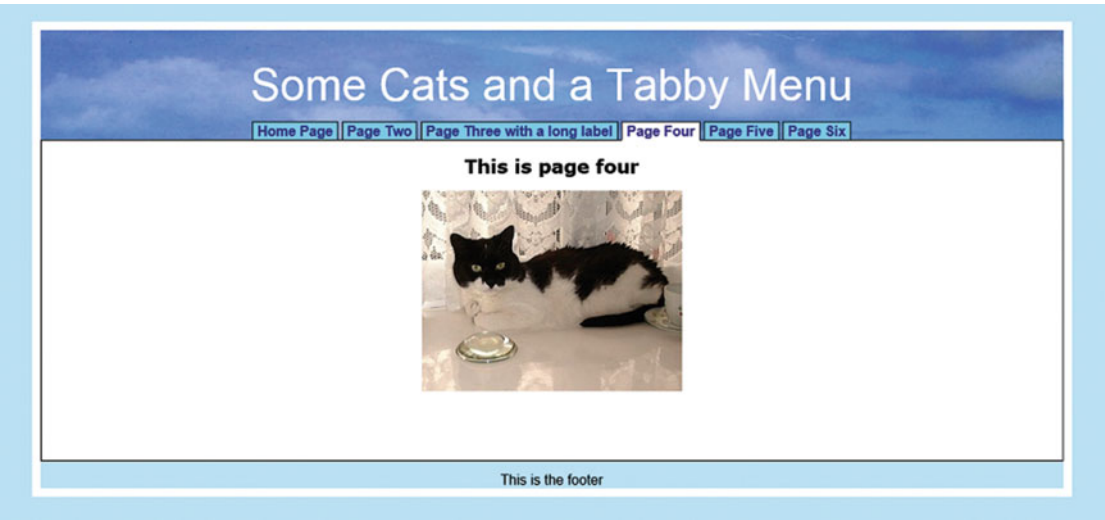 Some Cats and a Tabby Menu
Home Page Page Two Page Three with a long label Page Four Page Five Page Six
This is page four
This is the footer